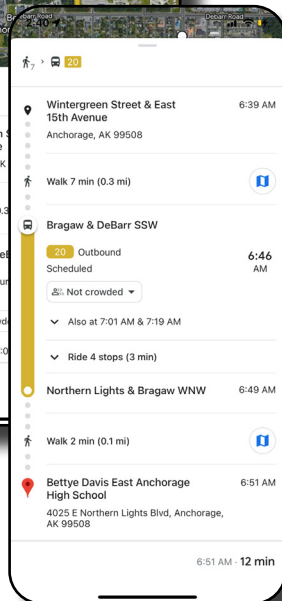 Debarr Road
Debarr Road
7 20
Wintergreen Street & East 6:39 AM
15th Avenue
Anchorage, AK 99508
Walk 7 min (0.3 mi)
Bragaw & DeBarr SSW
20 Outbound 6:46
Scheduled AM
Not crowded
Also at 7:01 AM & 7:19 AM
Ride 4 stops (3 min)
Northern Lights & Bragaw WNW 6:49 AM
Walk 2 min (0.1 mi)
Bettye Davis East Anchorage 6:51 AM
High School
4025 E Northern Lights Blvd, Anchorage,
AK 99508
6:51 AM - 12 min